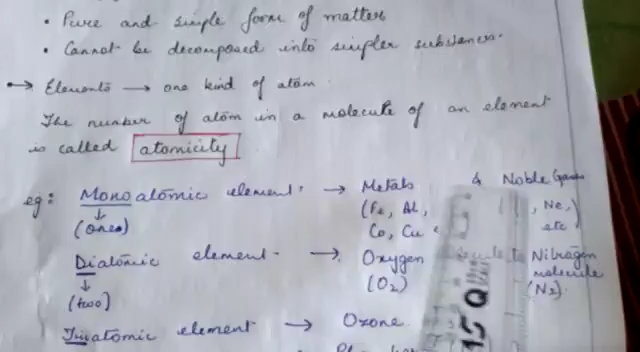 • Pure and simple form of matter
• Cannot be decomposed into simpler substances.
•→ Elements → one kind of atom.
The number of atom in a molecule of an element
is called atomicity
eg: Monoatomic element. → Metals & Noble Gases
↓
(ones) (Fe, Al, , Ne,)
Co, Cu etc
Diatomic element. → Oxygen Nitrogen
↓ molecule
(two) (O₂) (N₂).
Triatomic element → Ozone